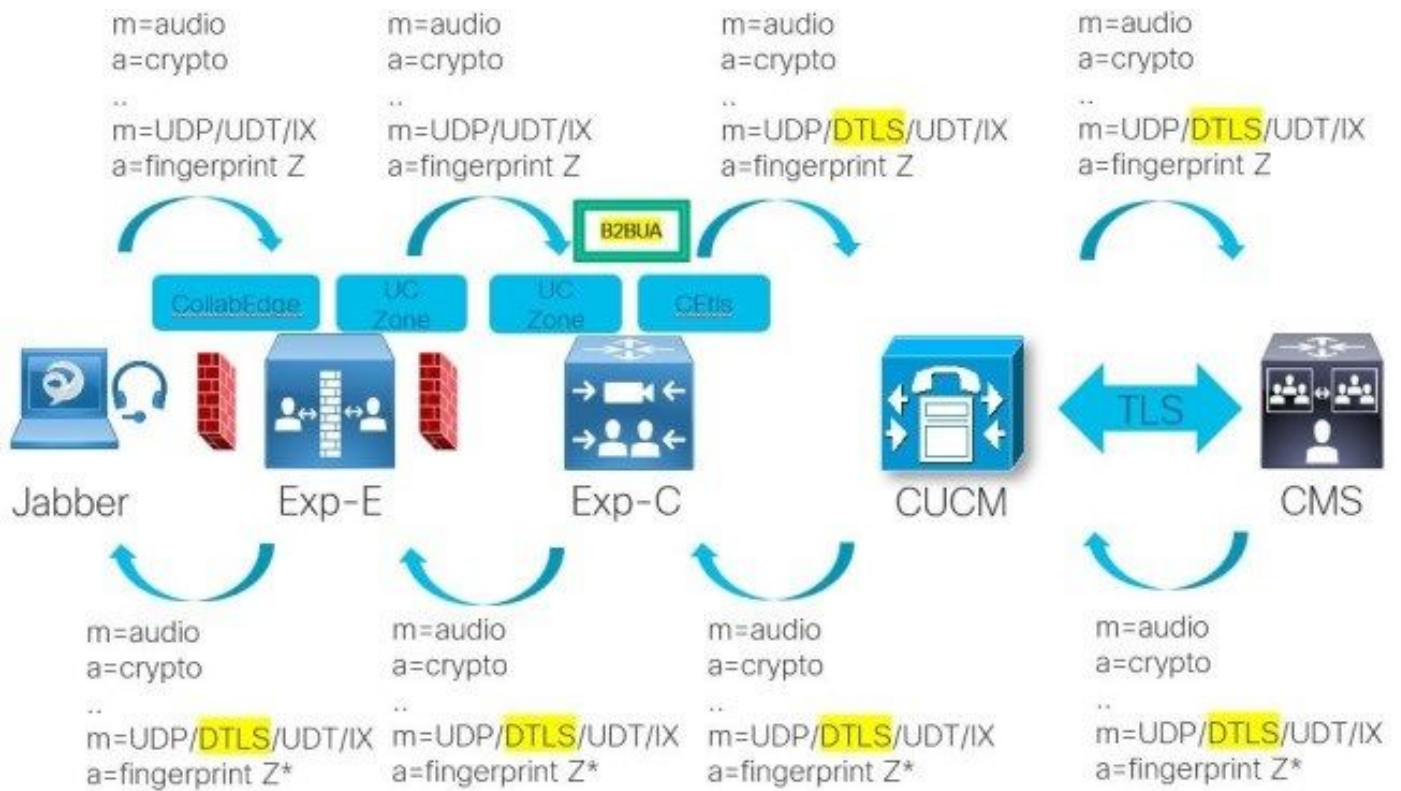 m=audio
a=crypto
..
m=UDP/UDT/IX
a=fingerprint Z
m=audio
a=crypto
..
m=UDP/UDT/IX
a=fingerprint Z
m=audio
a=crypto
..
m=UDP/DTLS/UDT/IX
a=fingerprint Z
m=audio
a=crypto
..
m=UDP/DTLS/UDT/IX
a=fingerprint Z
B2BUA
CollabEdge
UC
Zone
UC
Zone
CEtls
TLS
Jabber
Exp-E
Exp-C
CUCM
CMS
m=audio
a=crypto
..
m=UDP/DTLS/UDT/IX
a=fingerprint Z*
m=audio
a=crypto
..
m=UDP/DTLS/UDT/IX
a=fingerprint Z*
m=audio
a=crypto
..
m=UDP/DTLS/UDT/IX
a=fingerprint Z*
m=audio
a=crypto
..
m=UDP/DTLS/UDT/IX
a=fingerprint Z*